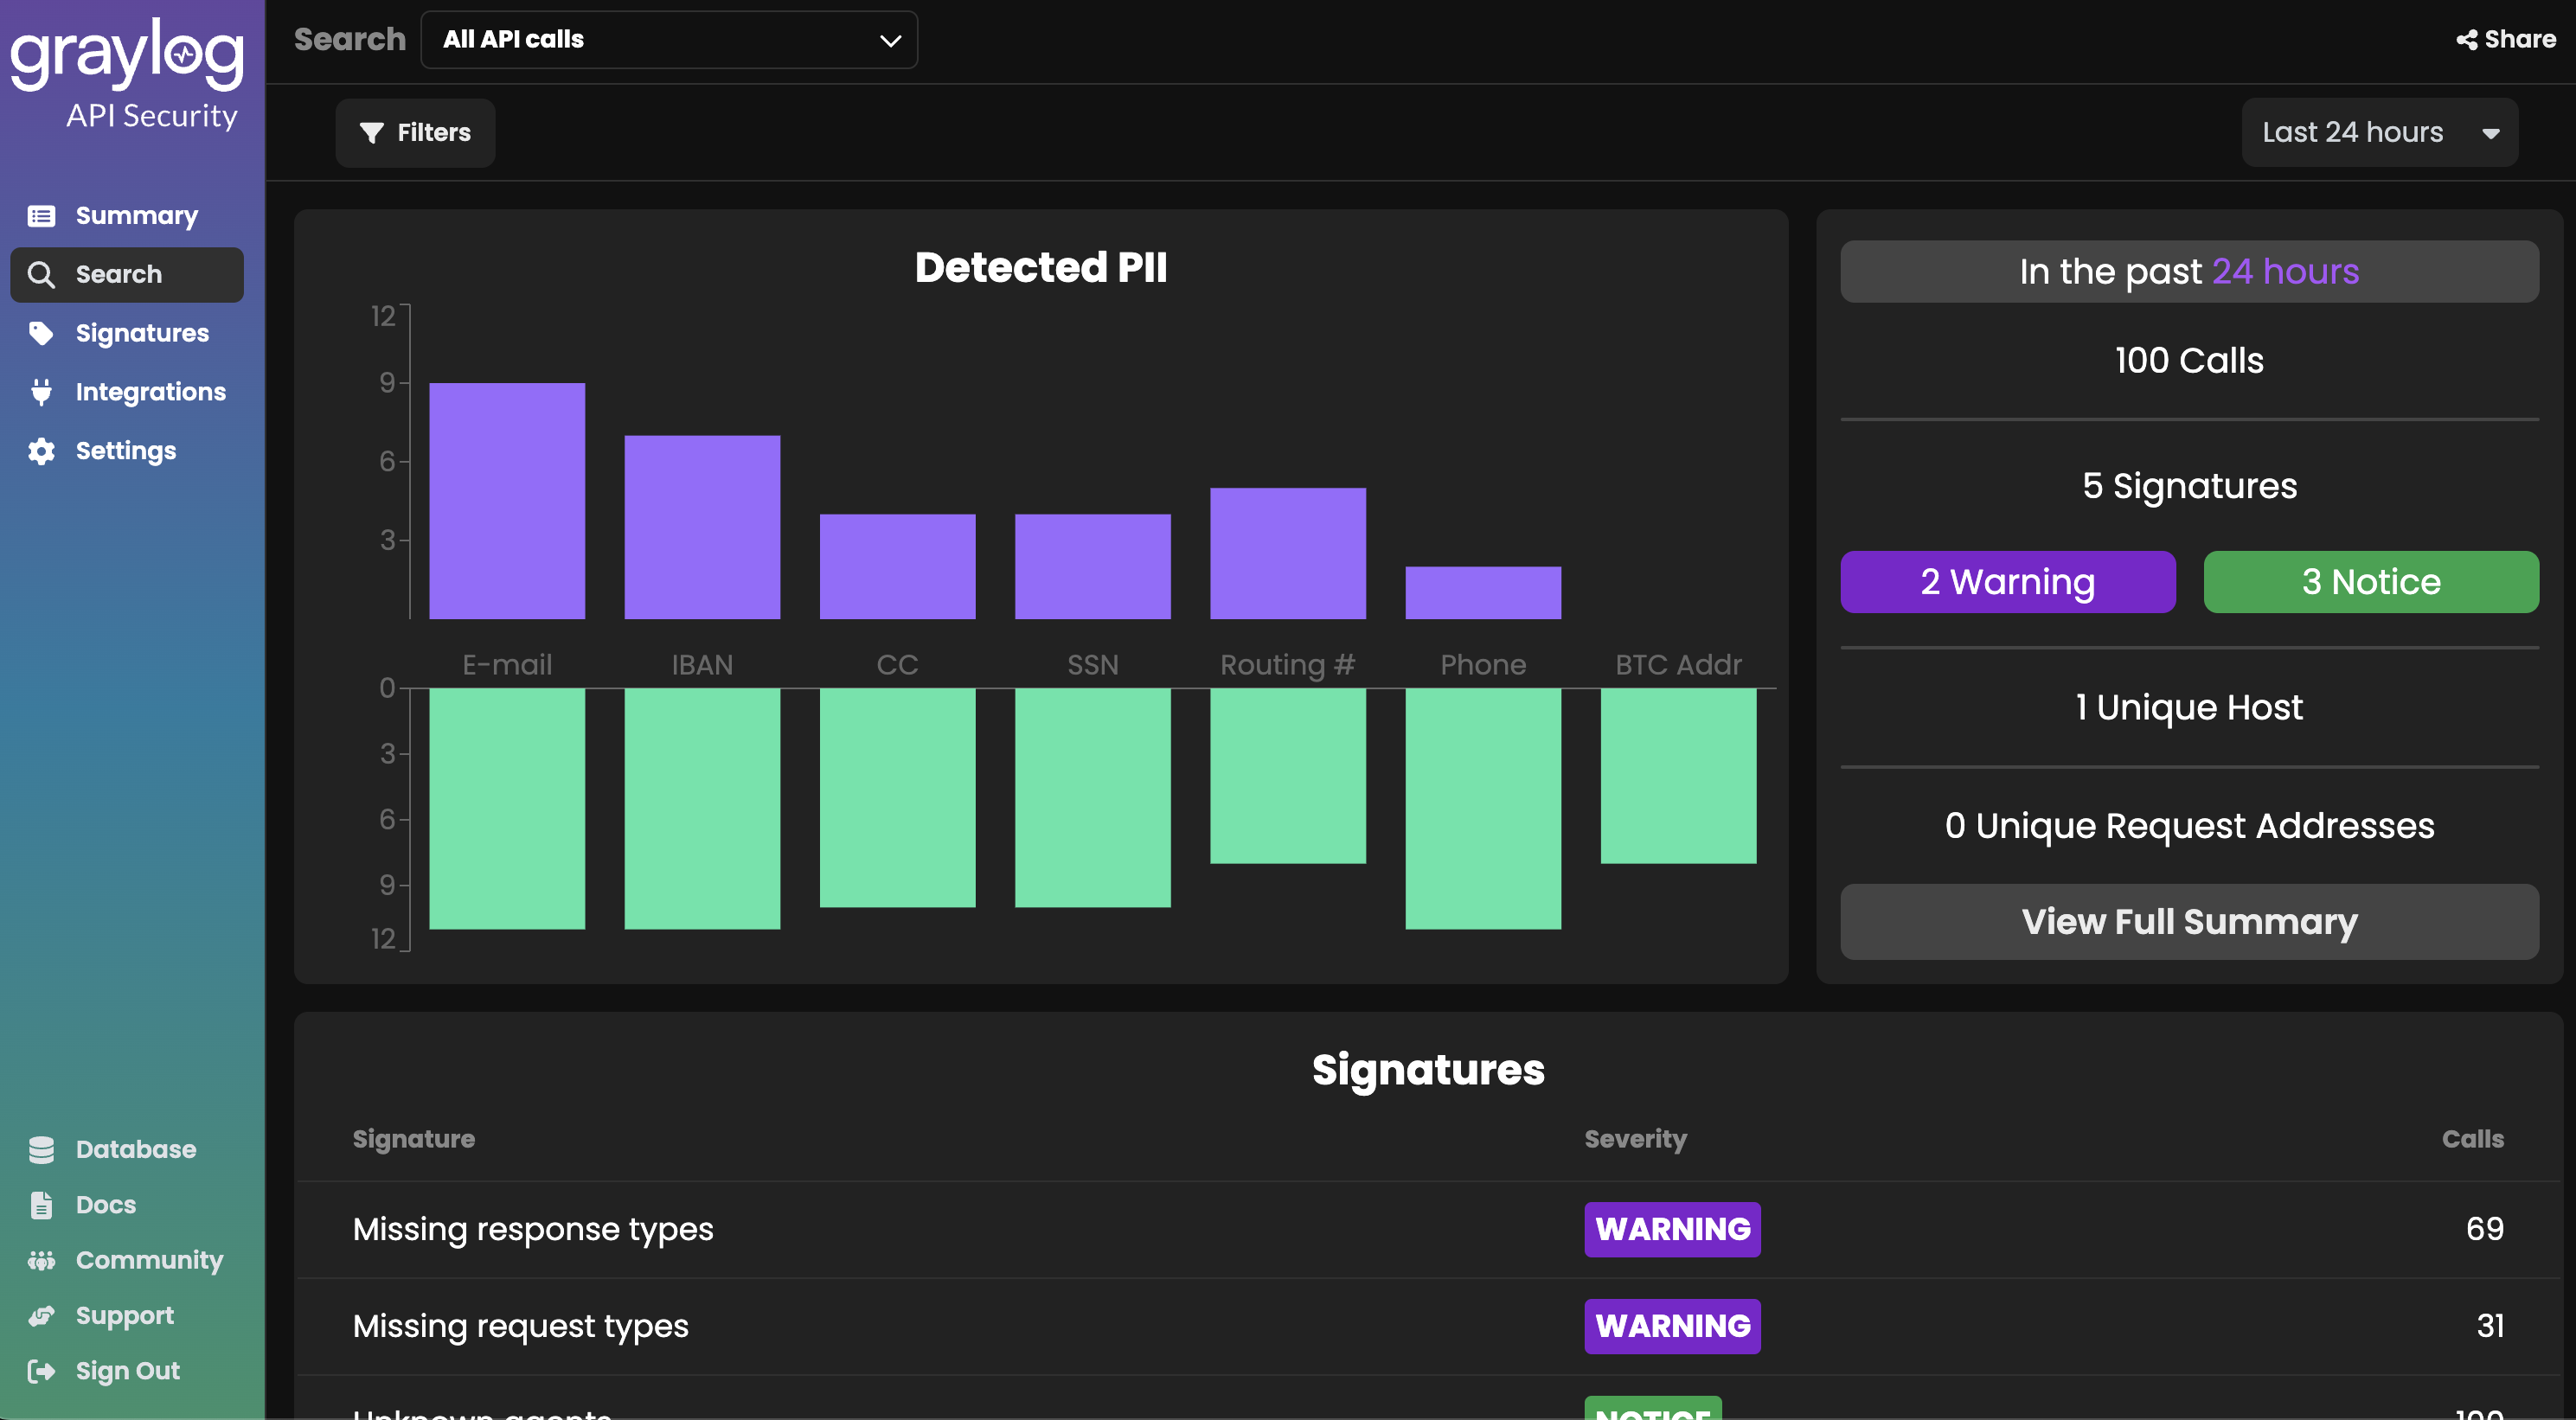 graylog
API Security
Summary
Search
Signatures
Integrations
Settings
Database
Docs
Community
Support
Sign Out
Search
All API calls
Share
Filters
Last 24 hours
Detected PII
12
9
6
3
E-mail
IBAN
CC
SSN
Routing #
Phone
BTC Addr
0
3
6
9
12
In the past 24 hours
100 Calls
5 Signatures
2 Warning
3 Notice
1 Unique Host
0 Unique Request Addresses
View Full Summary
Signatures
Signature Severity Calls
Missing response types WARNING 69
Missing request types WARNING 31
Unknown agents NOTICE 100